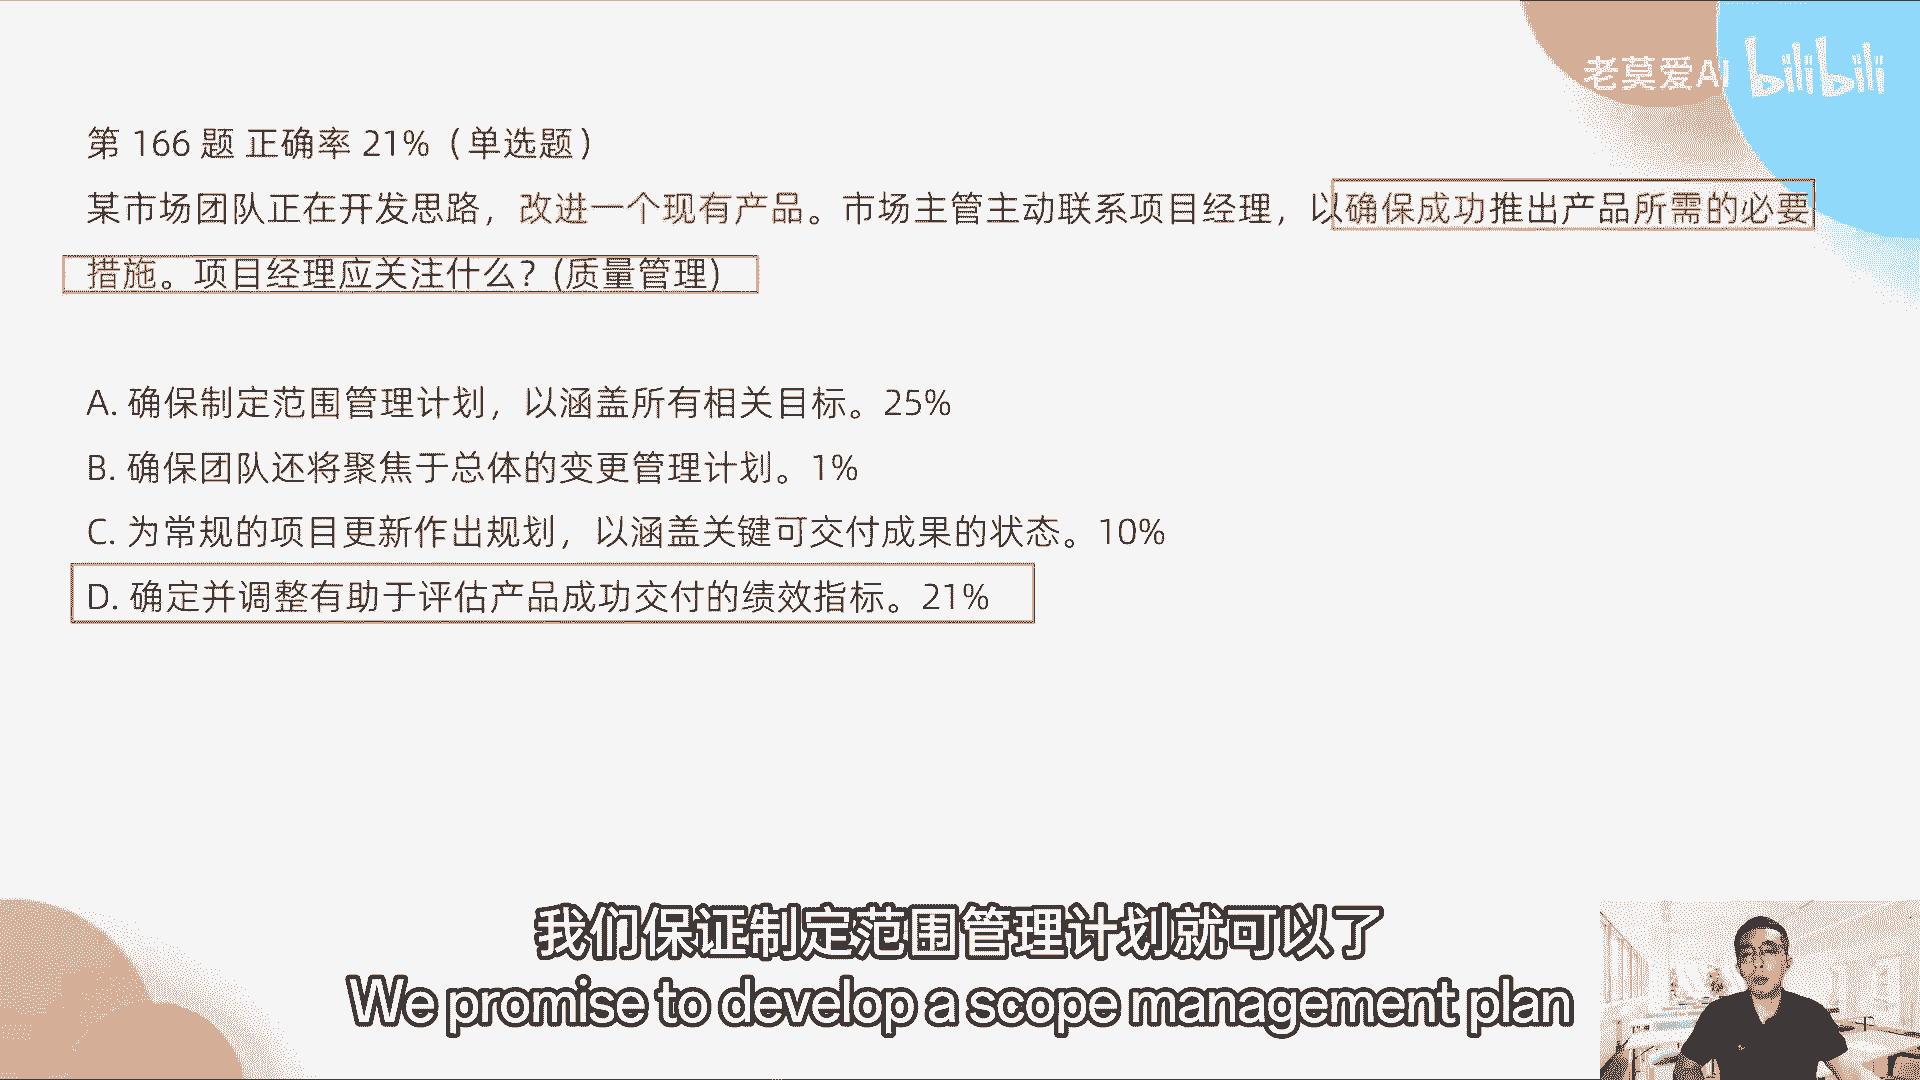 老莫爱AI bilibili
第 166 题 正确率 21%（单选题）
某市场团队正在开发思路，改进一个现有产品。市场主管主动联系项目经理，以确保成功推出产品所需的必要
措施。项目经理应关注什么？(质量管理)
A. 确保制定范围管理计划，以涵盖所有相关目标。25%
B. 确保团队还将聚焦于总体的变更管理计划。1%
C. 为常规的项目更新作出规划，以涵盖关键可交付成果的状态。10%
D. 确定并调整有助于评估产品成功交付的绩效指标。21%
我们保证制定范围管理计划就可以了
We promise to develop a scope management plan